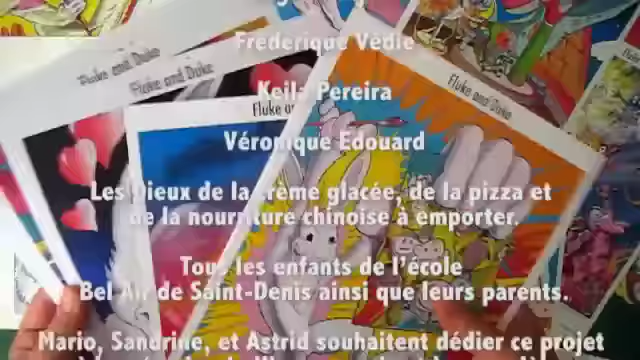 Frederique Védie
Keila Pereira
Véronique Edouard
Les Dieux de la crème glacée, de la pizza et
de la nourriture chinoise à emporter.
Tous les enfants de l'école
Bel Air de Saint-Denis ainsi que leurs parents.
Mario, Sandrine, et Astrid souhaitent dédier ce projet
Fluke and Duke
Fluke and Duke
Fluke
Fluke and Duke